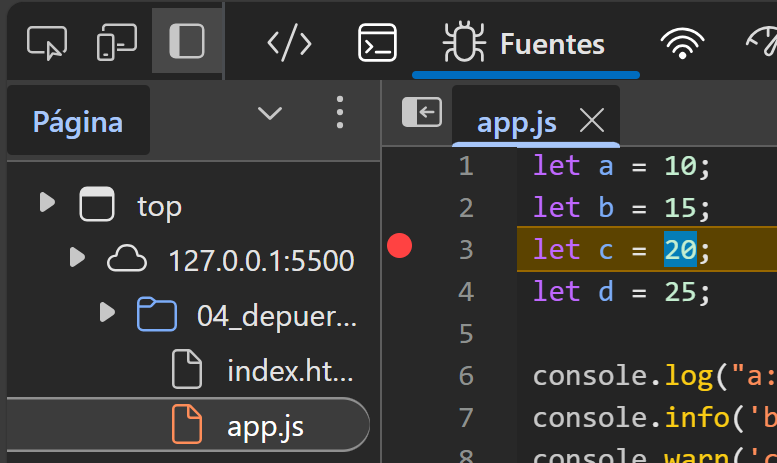 Fuentes
Página
app.js
top
127.0.0.1:5500
04_depuer...
index.ht...
app.js
1 let a = 10;
2 let b = 15;
3 let c = 20;
4 let d = 25;
5
6 console.log("a:
7 console.info('b
8 console.warn('c